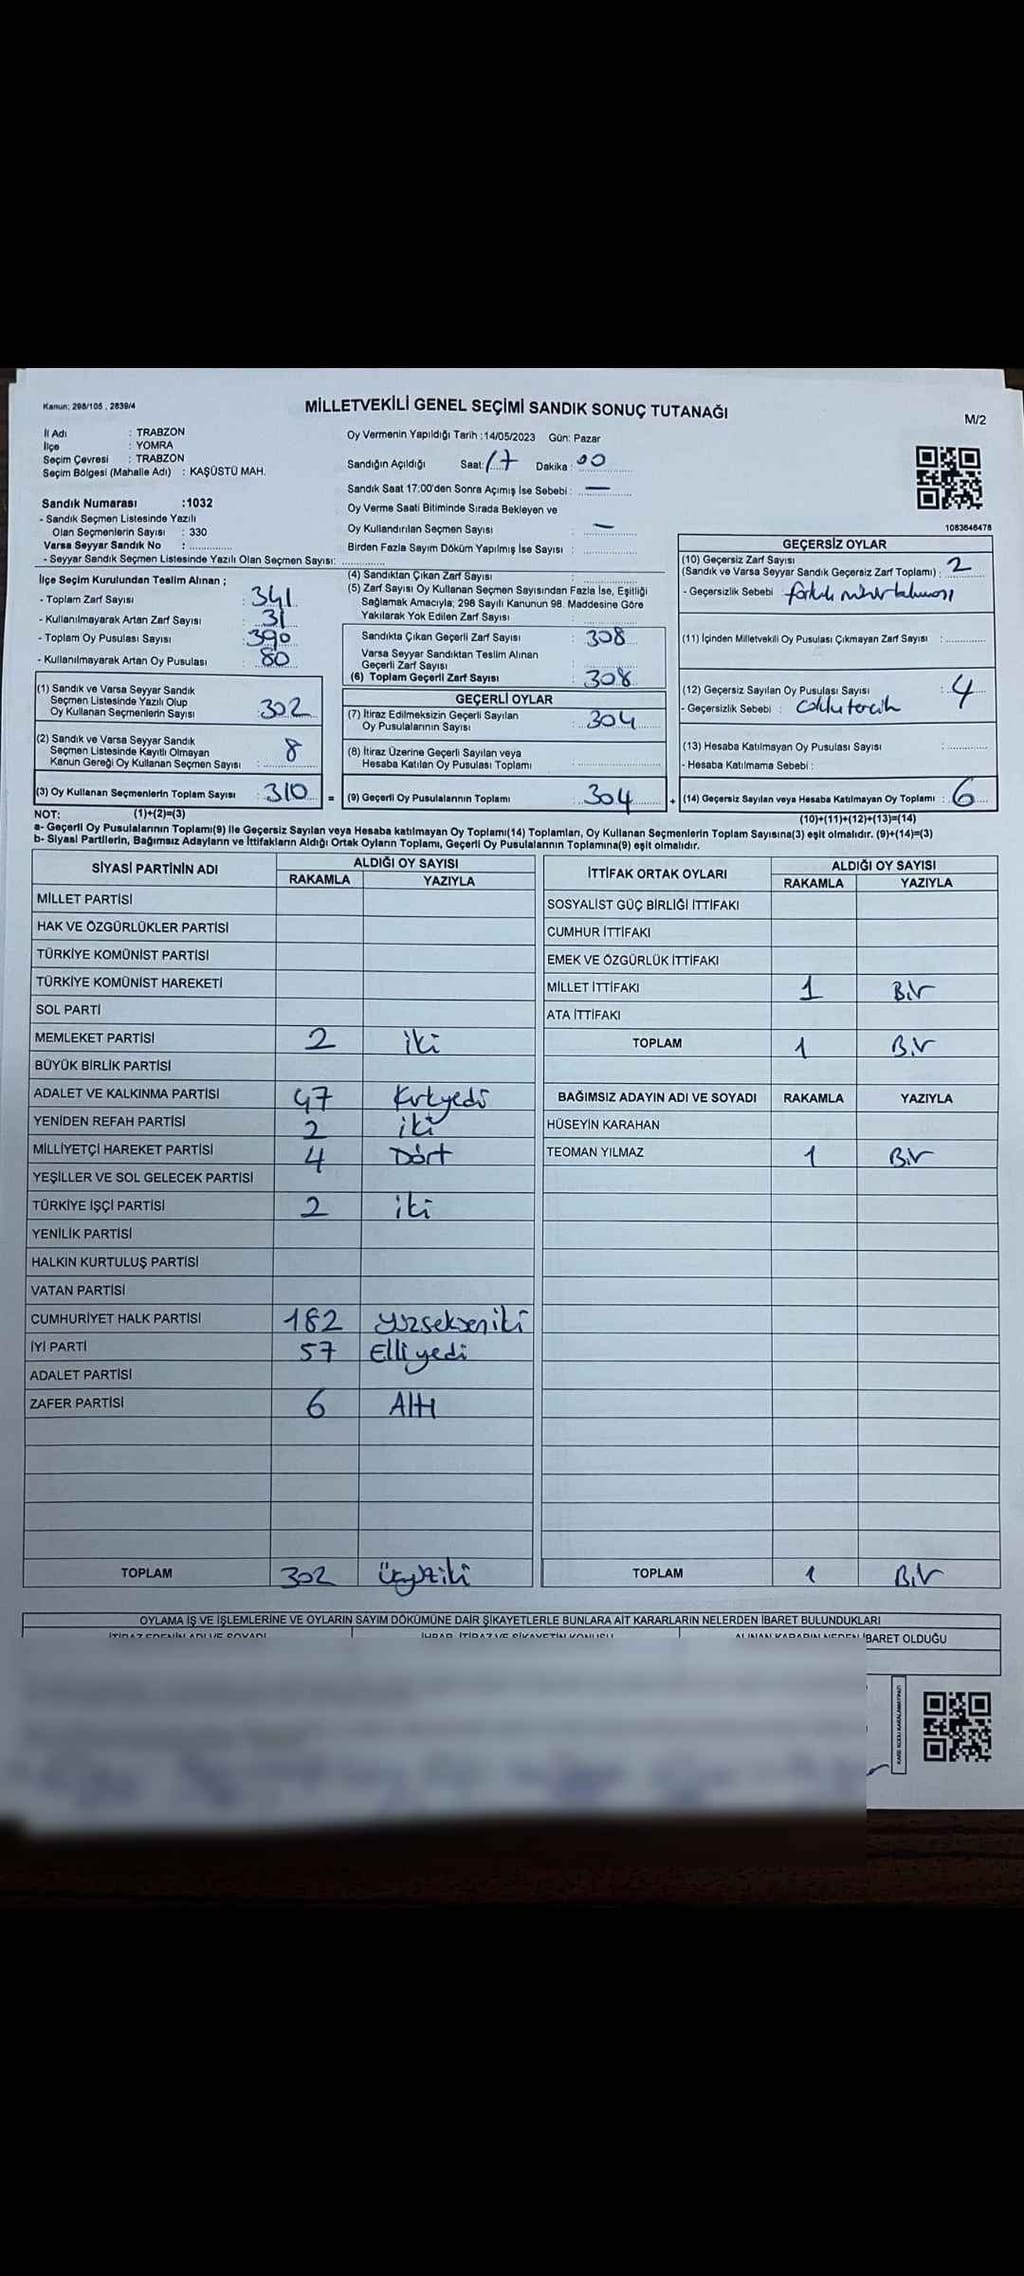 Kanun: 298/105 , 2839/4
MİLLETVEKİLİ GENEL SEÇİMİ SANDIK SONUÇ TUTANAĞI
M/2
İl Adı : TRABZON
İlçe : YOMRA
Seçim Çevresi : TRABZON
Seçim Bölgesi (Mahalle Adı) : KAŞÜSTÜ MAH.
Sandık Numarası :1032
- Sandık Seçmen Listesinde Yazılı
Olan Seçmenlerin Sayısı : 330
Varsa Seyyar Sandık No :
- Seyyar Sandık Seçmen Listesinde Yazılı Olan Seçmen Sayısı:
Oy Vermenin Yapıldığı Tarih :14/05/2023 Gün: Pazar
Sandığın Açıldığı Saat: 17 Dakika : 00
Sandık Saat 17:00'den Sonra Açımış İse Sebebi : —
Oy Verme Saati Bitiminde Sırada Bekleyen ve
Oy Kullandırılan Seçmen Sayısı —
Birden Fazla Sayım Döküm Yapılmış İse Sayısı :
1083646478
İlçe Seçim Kurulundan Teslim Alınan ;
- Toplam Zarf Sayısı : 341
- Kullanılmayarak Artan Zarf Sayısı : 31
- Toplam Oy Pusulası Sayısı : 390
- Kullanılmayarak Artan Oy Pusulası : 80
(1) Sandık ve Varsa Seyyar Sandık
Seçmen Listesinde Yazılı Olup
Oy Kullanan Seçmenlerin Sayısı : 302
(2) Sandık ve Varsa Seyyar Sandık
Seçmen Listesinde Kayıtlı Olmayan
Kanun Gereği Oy Kullanan Seçmen Sayısı : 8
(3) Oy Kullanan Seçmenlerin Toplam Sayısı : 310 =
(4) Sandıktan Çıkan Zarf Sayısı :
(5) Zarf Sayısı Oy Kullanan Seçmen Sayısından Fazla İse, Eşitliği
Sağlamak Amacıyla; 298 Sayılı Kanunun 98. Maddesine Göre
Yakılarak Yok Edilen Zarf Sayısı
Sandıkta Çıkan Geçerli Zarf Sayısı : 308
Varsa Seyyar Sandıktan Teslim Alınan
Geçerli Zarf Sayısı
(6) Toplam Geçerli Zarf Sayısı : 308
GEÇERLİ OYLAR
(7) İtiraz Edilmeksizin Geçerli Sayılan
Oy Pusulalarının Sayısı : 304
(8) İtiraz Üzerine Geçerli Sayılan veya
Hesaba Katılan Oy Pusulası Toplamı :
(9) Geçerli Oy Pusulalarının Toplamı : 304 +
GEÇERSİZ OYLAR
(10) Geçersiz Zarf Sayısı
(Sandık ve Varsa Seyyar Sandık Geçersiz Zarf Toplamı) : 2
- Geçersizlik Sebebi :
(11) İçinden Milletvekili Oy Pusulası Çıkmayan Zarf Sayısı :
(12) Geçersiz Sayılan Oy Pusulası Sayısı : 4
- Geçersizlik Sebebi : Çoklu tercih
(13) Hesaba Katılmayan Oy Pusulası Sayısı :
- Hesaba Katılmama Sebebi :
(14) Geçersiz Sayılan veya Hesaba Katılmayan Oy Toplamı : 6
NOT: (1)+(2)=(3) (10)+(11)+(12)+(13)=(14)
a- Geçerli Oy Pusulalarının Toplamı(9) İle Geçersiz Sayılan veya Hesaba katılmayan Oy Toplamı(14) Toplamları, Oy Kullanan Seçmenlerin Toplam Sayısına(3) eşit olmalıdır. (9)+(14)=(3)
b- Siyasi Partilerin, Bağımsız Adayların ve İttifakların Aldığı Ortak Oyların Toplamı, Geçerli Oy Pusulalarının Toplamına(9) eşit olmalıdır.
SİYASİ PARTİNİN ADI ALDIĞI OY SAYISI
RAKAMLA YAZIYLA
MİLLET PARTİSİ
HAK VE ÖZGÜRLÜKLER PARTİSİ
TÜRKİYE KOMÜNİST PARTİSİ
TÜRKİYE KOMÜNİST HAREKETİ
SOL PARTİ
MEMLEKET PARTİSİ 2 iki
BÜYÜK BİRLİK PARTİSİ
ADALET VE KALKINMA PARTİSİ 47 Kırkyedi
YENİDEN REFAH PARTİSİ 2 iki
MİLLİYETÇİ HAREKET PARTİSİ 4 Dört
YEŞİLLER VE SOL GELECEK PARTİSİ
TÜRKİYE İŞÇİ PARTİSİ 2 iki
YENİLİK PARTİSİ
HALKIN KURTULUŞ PARTİSİ
VATAN PARTİSİ
CUMHURİYET HALK PARTİSİ 182 Yüzsekseniki
İYİ PARTİ 57 Elli yedi
ADALET PARTİSİ
ZAFER PARTİSİ 6 Altı
TOPLAM 302 Üçyüziki
İTTİFAK ORTAK OYLARI ALDIĞI OY SAYISI
RAKAMLA YAZIYLA
SOSYALİST GÜÇ BİRLİĞİ İTTİFAKI
CUMHUR İTTİFAKI
EMEK VE ÖZGÜRLÜK İTTİFAKI
MİLLET İTTİFAKI 1 Bir
ATA İTTİFAKI
TOPLAM 1 Bir
BAĞIMSIZ ADAYIN ADI VE SOYADI RAKAMLA YAZIYLA
HÜSEYİN KARAHAN
TEOMAN YILMAZ 1 Bir
TOPLAM 1 Bir
OYLAMA İŞ VE İŞLEMLERİNE VE OYLARIN SAYIM DÖKÜMÜNE DAİR ŞİKAYETLERLE BUNLARA AİT KARARLARIN NELERDEN İBARET BULUNDUKLARI
İTİRAZ EDENİN ADI VE SOYADI İHBAR, İTİRAZ VE ŞİKAYETİN KONUSU ALINAN KARARIN NEDEN İBARET OLDUĞU
KARE KODU KARALAMAYINIZ!